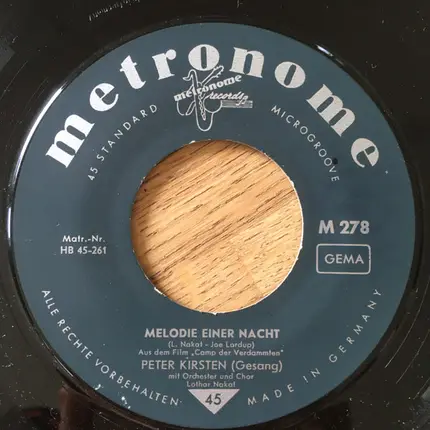 metronome
metronome
records
45 STANDARD
MICROGROOVE
Matr.-Nr.
HB 45-261
M 278
GEMA
MELODIE EINER NACHT
(L. Nakat - Joe Lordup)
Aus dem Film „Camp der Verdammten"
PETER KIRSTEN (Gesang)
mit Orchester und Chor
Lothar Nakat
45
ALLE RECHTE VORBEHALTEN·
MADE IN GERMANY